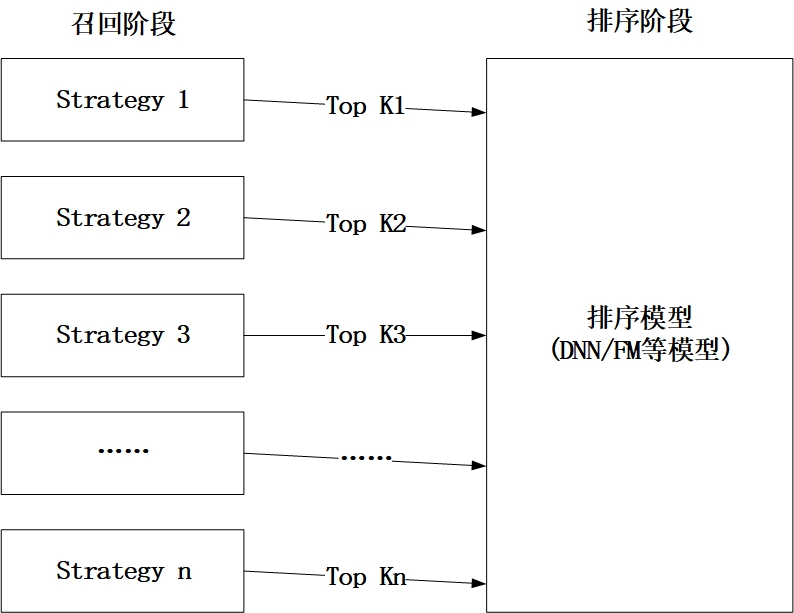 召回阶段
排序阶段
Strategy 1
Top K1
Strategy 2
Top K2
Strategy 3
Top K3
排序模型
(DNN/FM等模型)
……
……
Strategy n
Top Kn